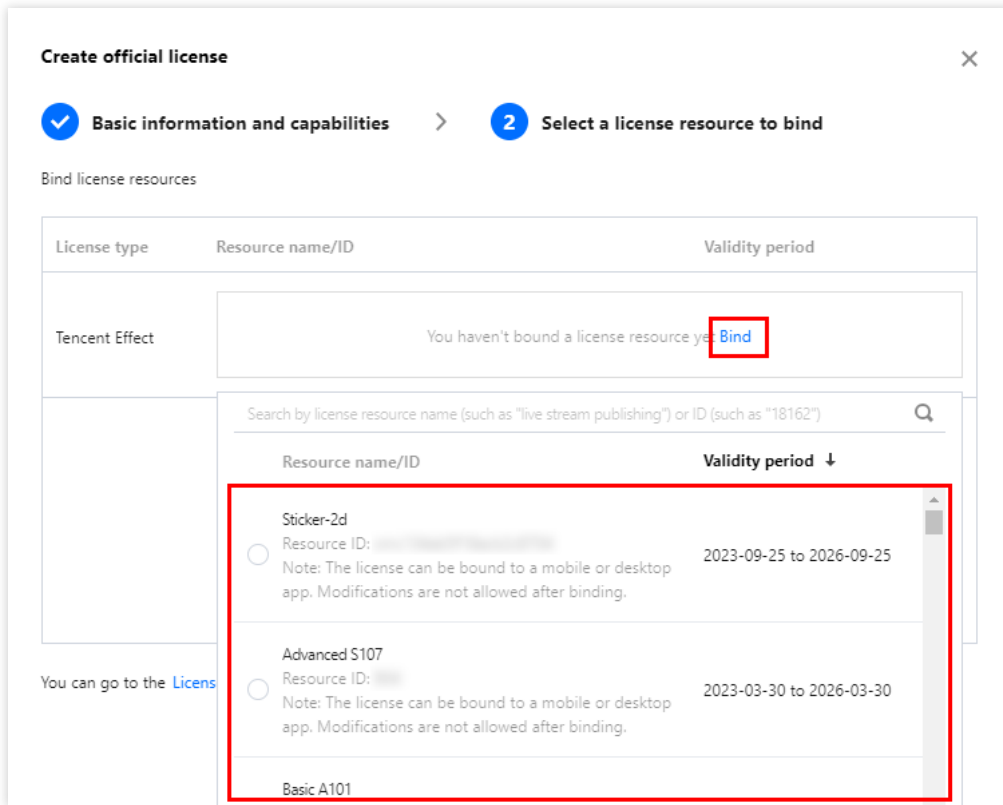 Create official license
Basic information and capabilities
2 Select a license resource to bind
Bind license resources
License type Resource name/ID Validity period
Tencent Effect
You haven't bound a license resource Bind
Search by license resource name (such as "live stream publishing") or ID (such as "18162")
Resource name/ID Validity period
Sticker-2d
Resource ID:
Note: The license can be bound to a mobile or desktop
app. Modifications are not allowed after binding.
2023-09-25 to 2026-09-25
Advanced S107
Resource ID:
Note: The license can be bound to a mobile or desktop
app. Modifications are not allowed after binding.
2023-03-30 to 2026-03-30
You can go to the Licens
Basic A101